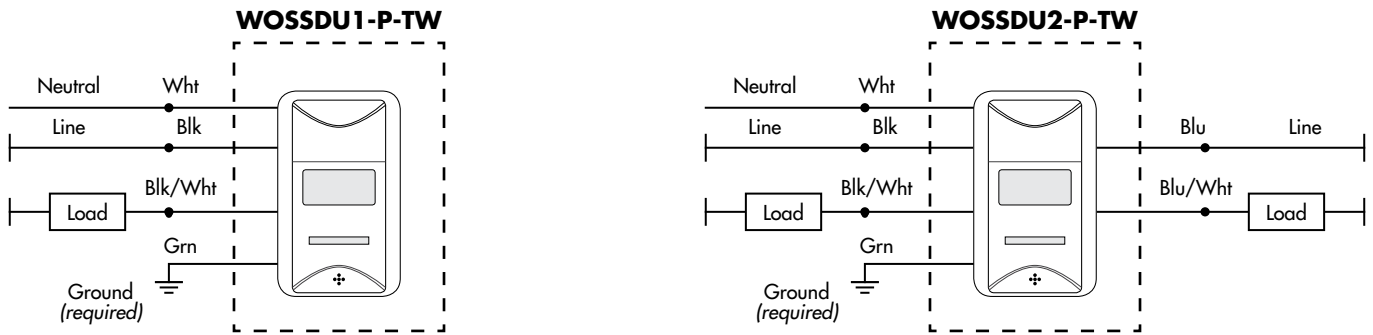 WOSSDU1-P-TW
Neutral Wht
Line Blk
Blk/Wht
Load
Grn
Ground
(required)
WOSSDU2-P-TW
Neutral Wht
Line Blk
Blk/Wht
Load
Grn
Ground
(required)
Blu Line
Blu/Wht
Load